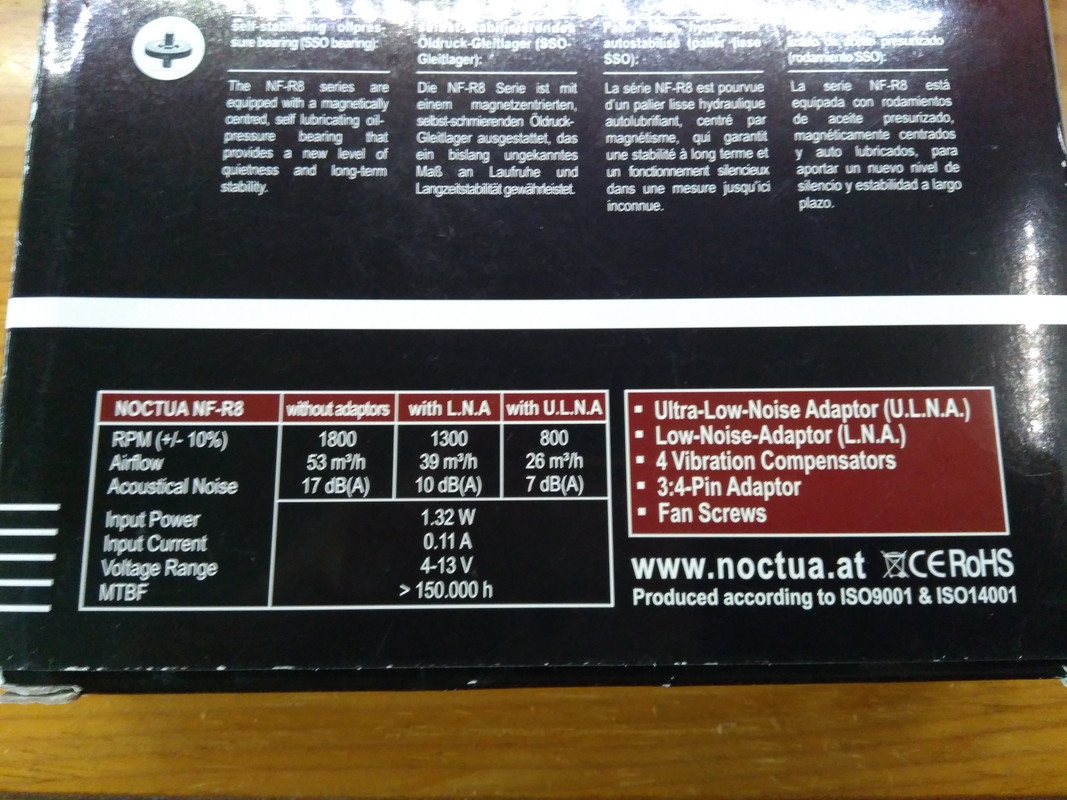 self-stabilising oilpres-
sure bearing (SSO bearing):
The NF-R8 series are
equipped with a magnetically
centred, self lubricating oil-
pressure bearing that
provides a new level of
quietness and long-term
stability.
Öldruck-Gleitlager (SSO-
Gleitlager):
Die NF-R8 Serie ist mit
einem magnetzentrierten,
selbst-schmierenden Öldruck-
Gleitlager ausgestattet, das
ein bislang ungekanntes
Maß an Laufruhe und
Langzeitstabilität gewährleistet.
autostabilisé (palier lisse
SSO):
La série NF-R8 est pourvue
d'un palier lisse hydraulique
autolubrifiant, centré par
magnétisme, qui garantit
une stabilité à long terme et
un fonctionnement silencieux
dans une mesure jusqu'ici
inconnue.
de aceite presurizado
(rodamiento SSO):
La serie NF-R8 está
equipada con rodamientos
de aceite presurizado,
magnéticamente centrados
y auto lubricados, para
aportar un nuevo nivel de
silencio y estabilidad a largo
plazo.
NOCTUA NF-R8 without adaptors with L.N.A with U.L.N.A
RPM (+/- 10%) 1800 1300 800
Airflow 53 m³/h 39 m³/h 26 m³/h
Acoustical Noise 17 dB(A) 10 dB(A) 7 dB(A)
Input Power 1.32 W
Input Current 0.11 A
Voltage Range 4-13 V
MTBF > 150.000 h
▪ Ultra-Low-Noise Adaptor (U.L.N.A.)
▪ Low-Noise-Adaptor (L.N.A.)
▪ 4 Vibration Compensators
▪ 3:4-Pin Adaptor
▪ Fan Screws
www.noctua.at CE RoHS
Produced according to ISO9001 & ISO14001